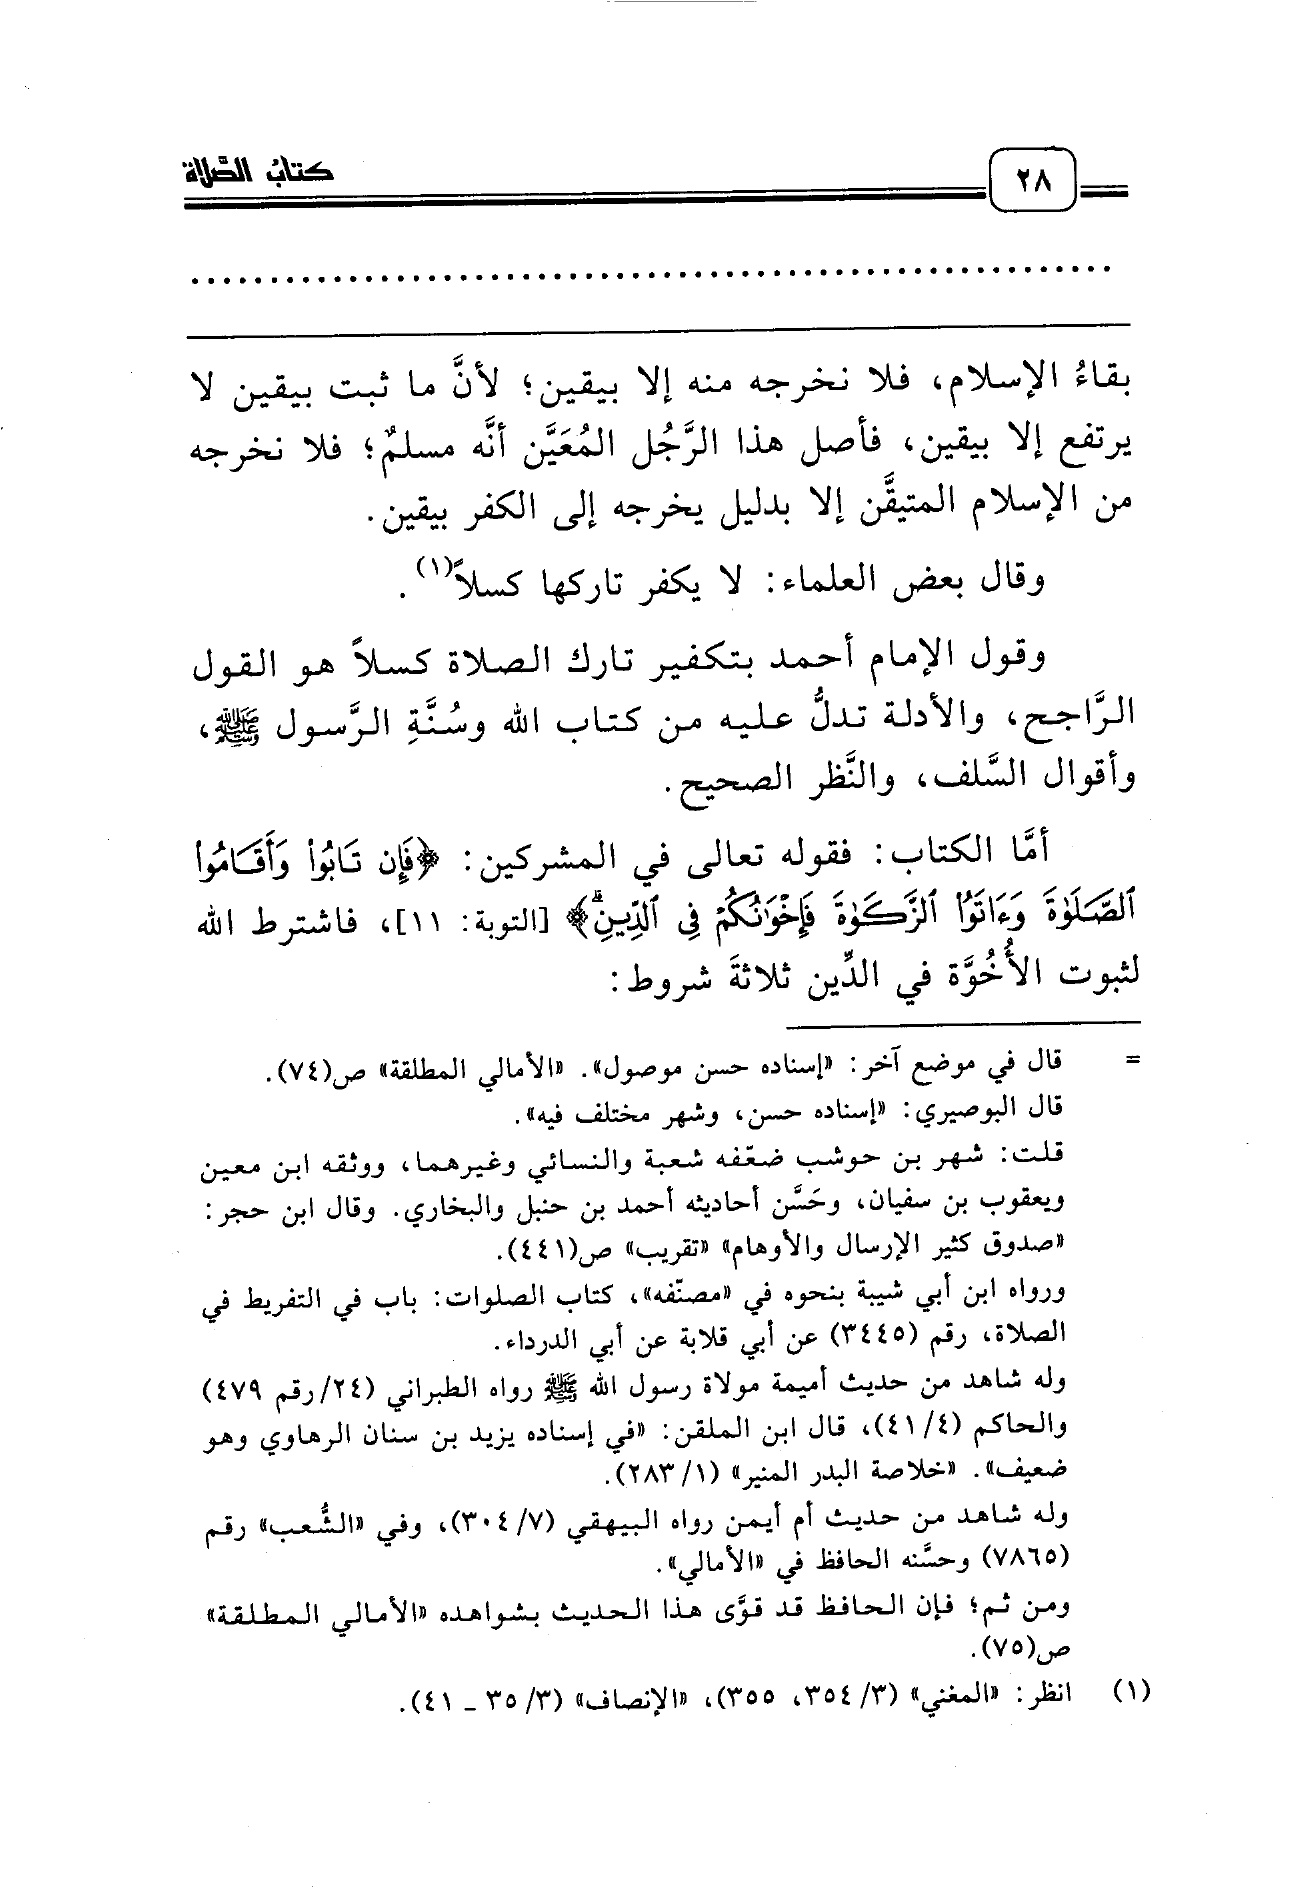 ٢٨
كتاب الصَّلاة
بقاءُ الإسلام، فلا نخرجه منه إلا بيقين؛ لأنَّ ما ثبت بيقين لا
يرتفع إلا بيقين، فأصل هذا الرَّجُل المُعَيَّن أنَّه مسلمٌ؛ فلا نخرجه
من الإسلام المتيقَّن إلا بدليل يخرجه إلى الكفر بيقين.
وقال بعض العلماء: لا يكفر تاركها كسلاً(١).
وقول الإمام أحمد بتكفير تارك الصلاة كسلاً هو القول
الرَّاجح، والأدلة تدلُّ عليه من كتاب الله وسُنَّةِ الرَّسول ﷺ،
وأقوال السَّلف، والنَّظر الصحيح.
أمَّا الكتاب: فقوله تعالى في المشركين: ﴿فَإِن تَابُواْ وَأَقَامُواْ
ٱلصَّلَوٰةَ وَءَاتَوُاْ ٱلزَّكَوٰةَ فَإِخْوَٰنُكُمْ فِى ٱلدِّينِۗ﴾ [التوبة: ١١]، فاشترط الله
لثبوت الأُخُوَّة في الدِّين ثلاثةَ شروط:
= قال في موضع آخر: «إسناده حسن موصول». «الأمالي المطلقة» ص(٧٤).
قال البوصيري: «إسناده حسن، وشهر مختلف فيه».
قلت: شهر بن حوشب ضعّفه شعبة والنسائي وغيرهما، ووثقه ابن معين
ويعقوب بن سفيان، وحَسَّن أحاديثه أحمد بن حنبل والبخاري. وقال ابن حجر:
«صدوق كثير الإرسال والأوهام» «تقريب» ص(٤٤١).
ورواه ابن أبي شيبة بنحوه في «مصنّفه»، كتاب الصلوات: باب في التفريط في
الصلاة، رقم (٣٤٤٥) عن أبي قلابة عن أبي الدرداء.
وله شاهد من حديث أميمة مولاة رسول الله ﷺ رواه الطبراني (٢٤/رقم ٤٧٩)
والحاكم (٤/ ٤١)، قال ابن الملقن: «في إسناده يزيد بن سنان الرهاوي وهو
ضعيف». «خلاصة البدر المنير» (١/ ٢٨٣).
وله شاهد من حديث أم أيمن رواه البيهقي (٧/ ٣٠٤)، وفي «الشُّعب» رقم
(٧٨٦٥) وحسَّنه الحافظ في «الأمالي».
ومن ثم؛ فإن الحافظ قد قوَّى هذا الحديث بشواهده «الأمالي المطلقة»
ص(٧٥).
(١) انظر: «المغني» (٣/ ٣٥٤، ٣٥٥)، «الإنصاف» (٣/ ٣٥ ـ ٤١).